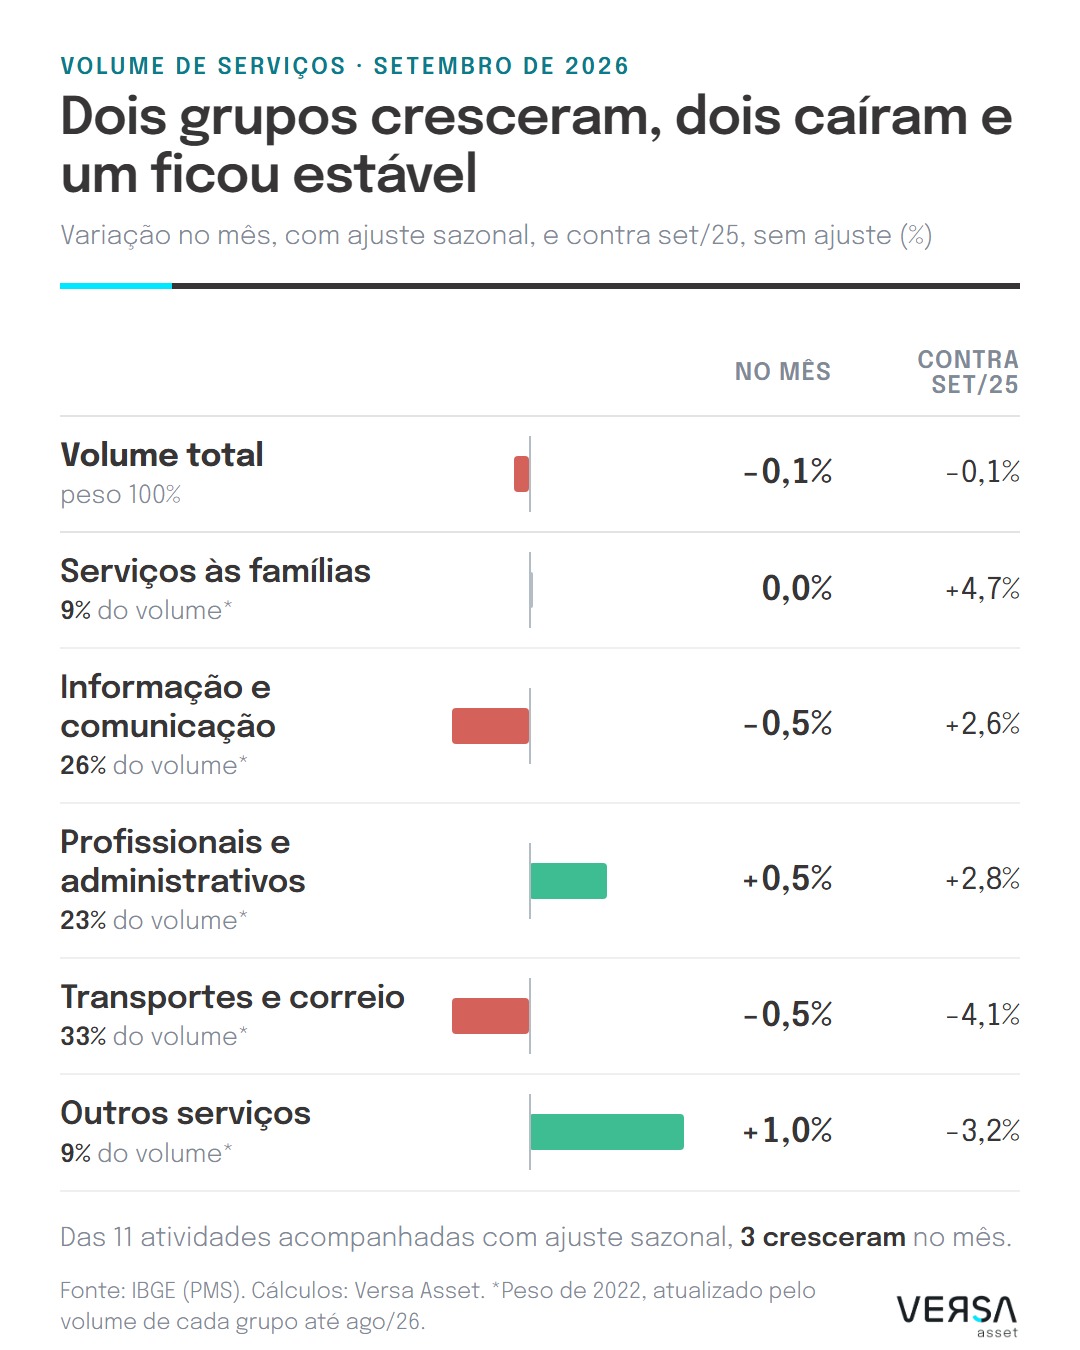 VOLUME DE SERVIÇOS · SETEMBRO DE 2026
Dois grupos cresceram, dois caíram e
um ficou estável
Variação no mês, com ajuste sazonal, e contra set/25, sem ajuste (%)
NO MÊS
CONTRA
SET/25
Volume total
peso 100%
−0,1%
−0,1%
Serviços às famílias
9% do volume*
0,0%
+4,7%
Informação e
comunicação
26% do volume*
−0,5%
+2,6%
Profissionais e
administrativos
23% do volume*
+0,5%
+2,8%
Transportes e correio
33% do volume*
−0,5%
−4,1%
Outros serviços
9% do volume*
+1,0%
−3,2%
Das 11 atividades acompanhadas com ajuste sazonal, 3 cresceram no mês.
Fonte: IBGE (PMS). Cálculos: Versa Asset. *Peso de 2022, atualizado pelo
volume de cada grupo até ago/26.
VERSA
asset